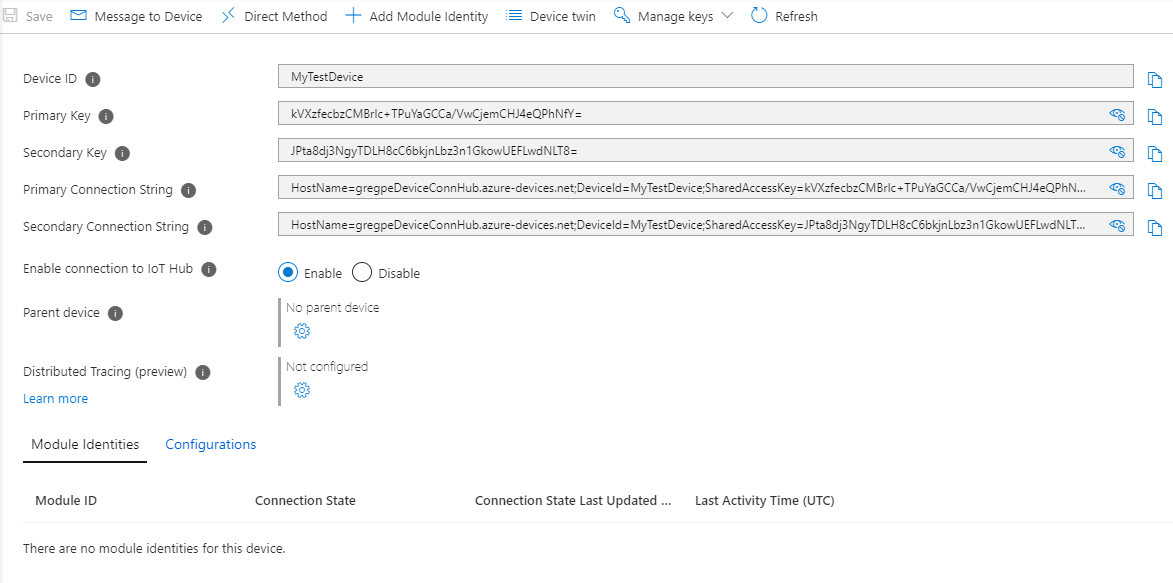 Save Message to Device Direct Method Add Module Identity Device twin Manage keys Refresh
Device ID MyTestDevice
Primary Key kVXzfecbzCMBrIc+TPuYaGCCa/VwCjemCHJ4eQPhNfY=
Secondary Key JPta8dj3NgyTDLH8cC6bkjnLbz3n1GkowUEFLwdNLT8=
Primary Connection String HostName=gregpeDeviceConnHub.azure-devices.net;DeviceId=MyTestDevice;SharedAccessKey=kVXzfecbzCMBrIc+TPuYaGCCa/VwCjemCHJ4eQPhN...
Secondary Connection String HostName=gregpeDeviceConnHub.azure-devices.net;DeviceId=MyTestDevice;SharedAccessKey=JPta8dj3NgyTDLH8cC6bkjnLbz3n1GkowUEFLwdNLT...
Enable connection to IoT Hub Enable Disable
Parent device No parent device
Distributed Tracing (preview) Not configured
Learn more
Module Identities Configurations
Module ID Connection State Connection State Last Updated ... Last Activity Time (UTC)
There are no module identities for this device.